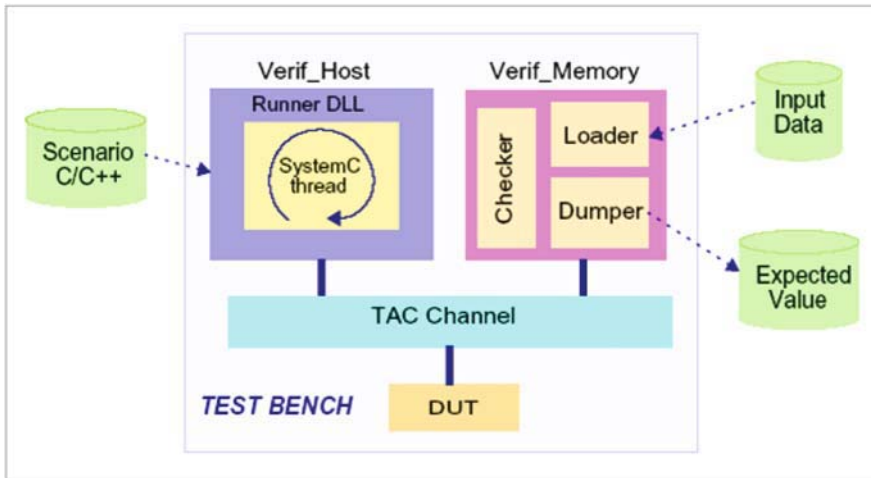 Verif_Host
Verif_Memory
Runner DLL
SystemC
thread
Scenario
C/C++
Checker
Loader
Dumper
Input
Data
Expected
Value
TAC Channel
TEST BENCH
DUT